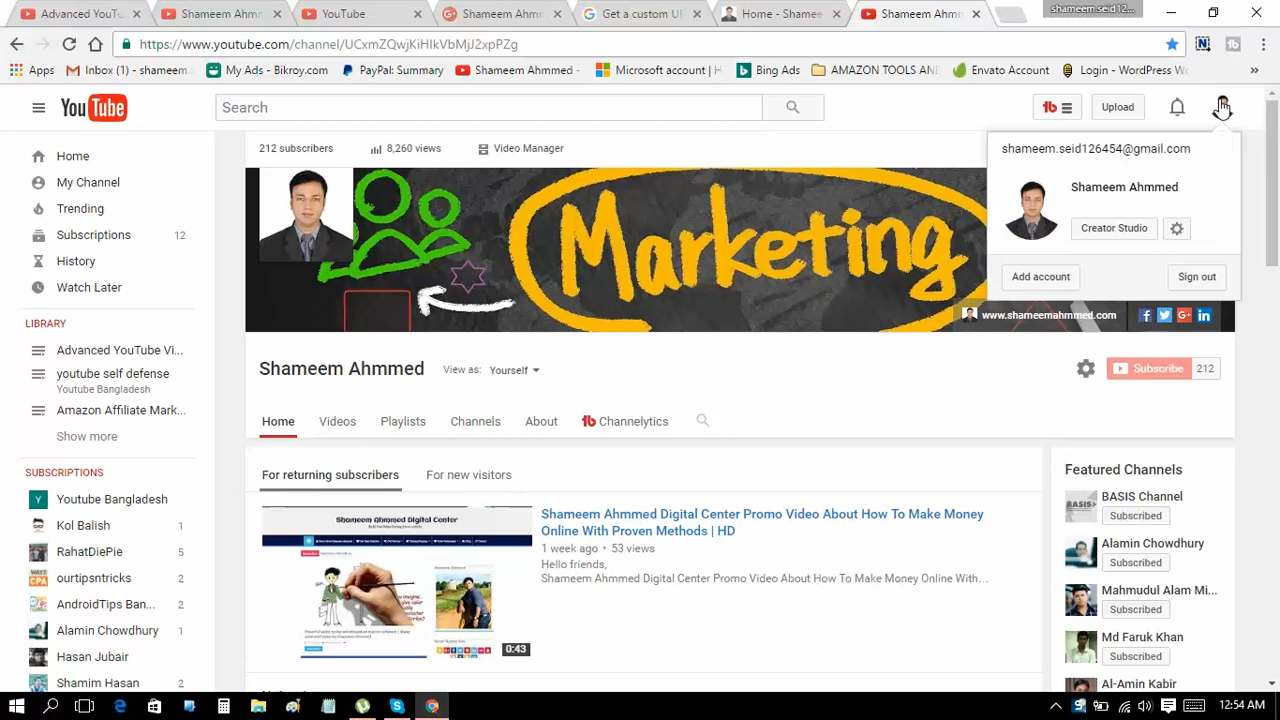 Advanced YouTu
Shameem Ahmm
YouTube
Shameem Ahmm
Get a custom UR
Home - Shamee
Shameem Ahmm
shameem.seid12...
https://www.youtube.com/channel/UCxmZQwjKiHIkVbMjJ2xpPZg
Apps
Inbox (1) - shameem
My Ads - Bikroy.com
PayPal: Summary
Shameem Ahmmed -
Microsoft account | H
Bing Ads
AMAZON TOOLS AND
Envato Account
Login - WordPress W
YouTube
Search
Upload
212 subscribers
8,260 views
Video Manager
shameem.seid126454@gmail.com
Shameem Ahmmed
Creator Studio
Add account
Sign out
Home
My Channel
Trending
Subscriptions 12
History
Watch Later
LIBRARY
Advanced YouTube Vi...
youtube self defense
Youtube Bangladesh
Amazon Affiliate Mark...
Show more
SUBSCRIPTIONS
Y Youtube Bangladesh
Kol Balish 1
RahatDiePie 5
ourtipsntricks 2
AndroidTips Ban... 2
Alamin Chowdhury 1
Hasan Jubair
Shamim Hasan 2
Marketing
www.shameemahmmed.com
Shameem Ahmmed
View as: Yourself
Subscribe 212
Home
Videos
Playlists
Channels
About
Channelytics
For returning subscribers
For new visitors
Shameem Ahmmed Digital Center
0:43
Shameem Ahmmed Digital Center Promo Video About How To Make Money
Online With Proven Methods | HD
1 week ago • 53 views
Hello friends,
Shameem Ahmmed Digital Center Promo Video About How To Make Money Online With...
Featured Channels
BASIS Channel
Subscribed
Alamin Chowdhury
Subscribed
Mahmudul Alam Mi...
Subscribed
Md Faruk Khan
Subscribed
Al-Amin Kabir
12:54 AM